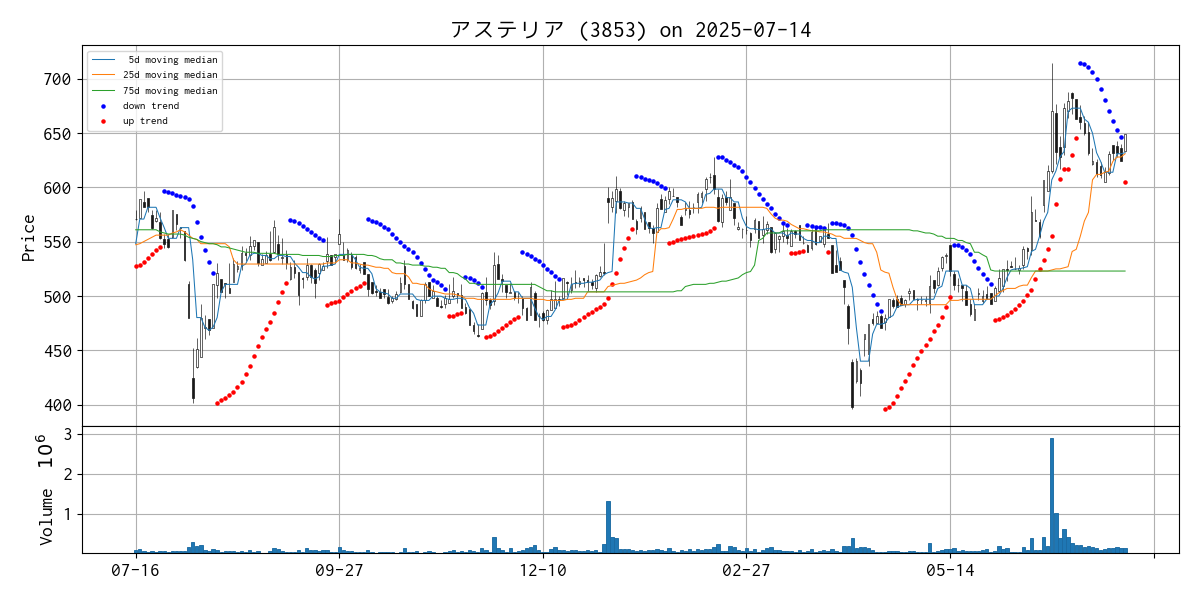 アステリア (3853) on 2025-07-14
5d moving median
25d moving median
75d moving median
down trend
up trend
Price
700
650
600
550
500
450
400
Volume 10^6
3
2
1
07-16
09-27
12-10
02-27
05-14